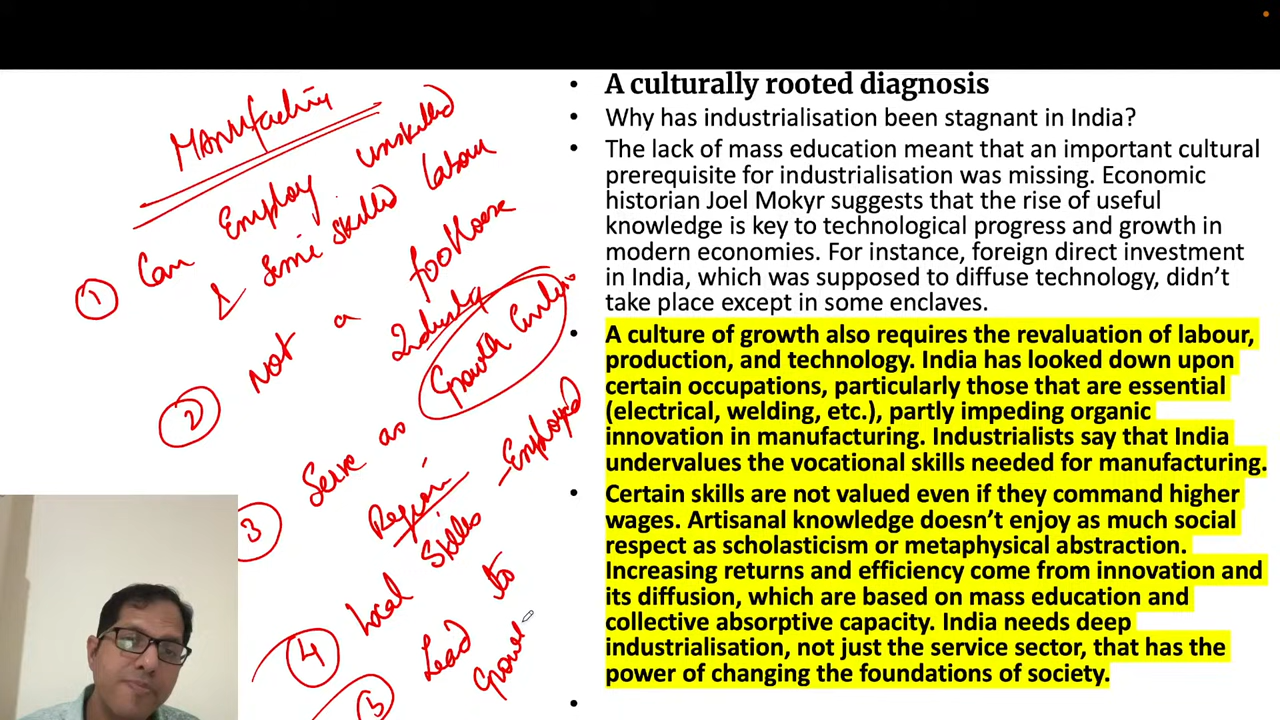 MANUfacturing
① Can Employ unskilled
& Semi skilled labour
② Not a footloose
Industry
③ Serve as Growth Centers
Region
④ Local Skills Employed
⑤ Lead to
Growt
A culturally rooted diagnosis
Why has industrialisation been stagnant in India?
The lack of mass education meant that an important cultural
prerequisite for industrialisation was missing. Economic
historian Joel Mokyr suggests that the rise of useful
knowledge is key to technological progress and growth in
modern economies. For instance, foreign direct investment
in India, which was supposed to diffuse technology, didn’t
take place except in some enclaves.
A culture of growth also requires the revaluation of labour,
production, and technology. India has looked down upon
certain occupations, particularly those that are essential
(electrical, welding, etc.), partly impeding organic
innovation in manufacturing. Industrialists say that India
undervalues the vocational skills needed for manufacturing.
Certain skills are not valued even if they command higher
wages. Artisanal knowledge doesn’t enjoy as much social
respect as scholasticism or metaphysical abstraction.
Increasing returns and efficiency come from innovation and
its diffusion, which are based on mass education and
collective absorptive capacity. India needs deep
industrialisation, not just the service sector, that has the
power of changing the foundations of society.